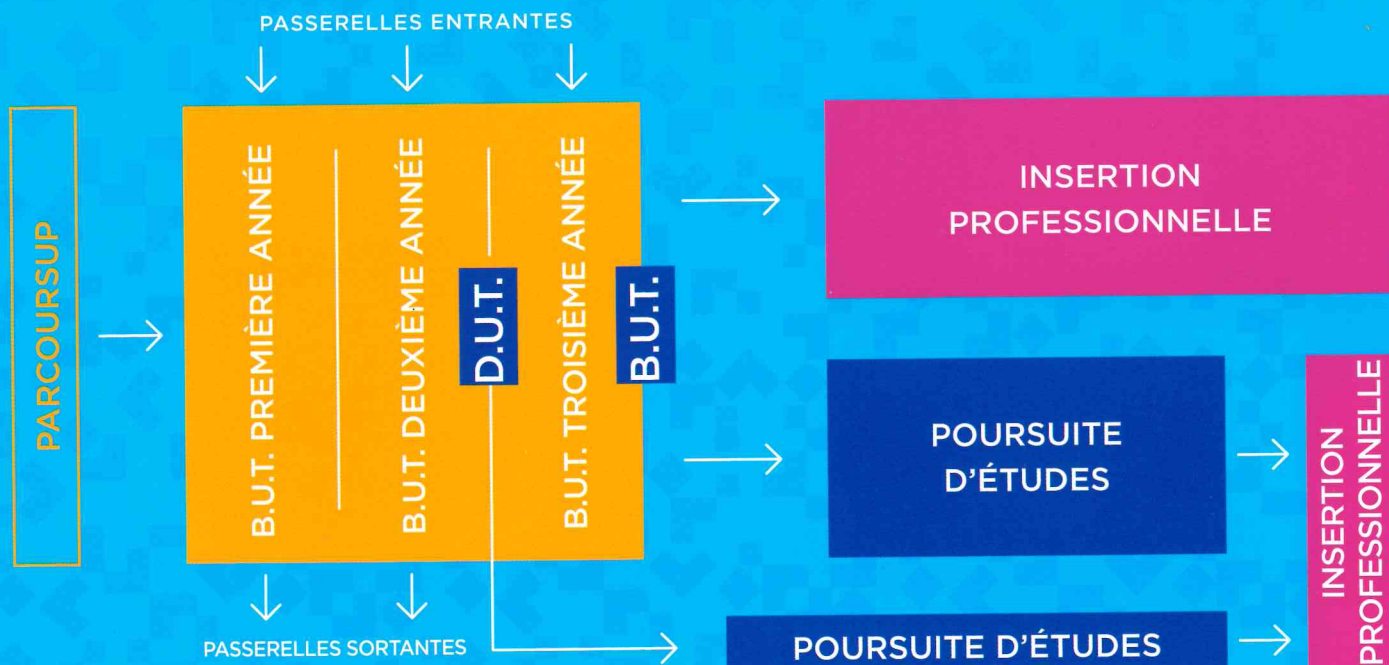 PASSERELLES ENTRANTES
PARCOURSUP
B.U.T. PREMIÈRE ANNÉE
B.U.T. DEUXIÈME ANNÉE
D.U.T.
B.U.T. TROISIÈME ANNÉE
B.U.T.
INSERTION
PROFESSIONNELLE
POURSUITE
D'ÉTUDES
INSERTION
PROFESSIONNELLE
PASSERELLES SORTANTES
POURSUITE D'ÉTUDES